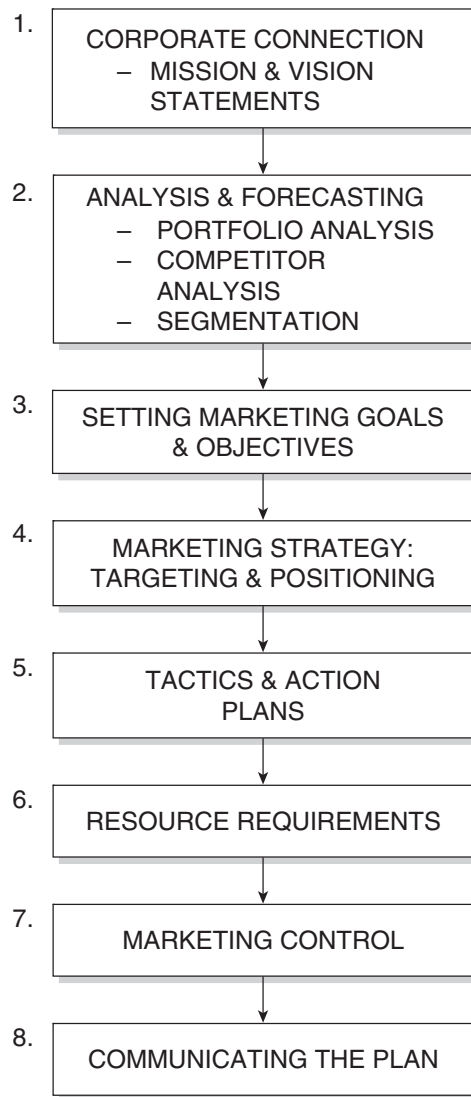 1.
CORPORATE CONNECTION
– MISSION & VISION
STATEMENTS
2.
ANALYSIS & FORECASTING
– PORTFOLIO ANALYSIS
– COMPETITOR
ANALYSIS
– SEGMENTATION
3.
SETTING MARKETING GOALS
& OBJECTIVES
4.
MARKETING STRATEGY:
TARGETING & POSITIONING
5.
TACTICS & ACTION
PLANS
6.
RESOURCE REQUIREMENTS
7.
MARKETING CONTROL
8.
COMMUNICATING THE PLAN